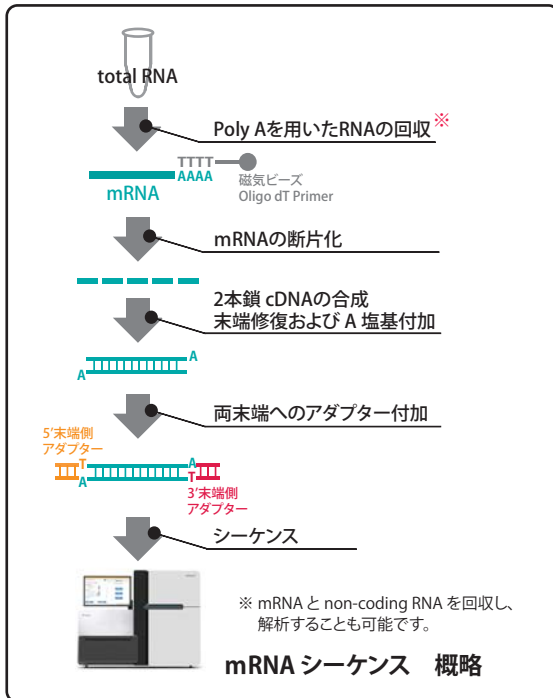 total RNA
Poly Aを用いたRNAの回収※
TTTT
AAAA
mRNA
磁気ビーズ
Oligo dT Primer
mRNAの断片化
2本鎖 cDNAの合成
末端修復および A 塩基付加
A
A
両末端へのアダプター付加
5'末端側
アダプター
T
A
A
T
3'末端側
アダプター
シーケンス
※ mRNA と non-coding RNA を回収し、
解析することも可能です。
mRNA シーケンス 概略